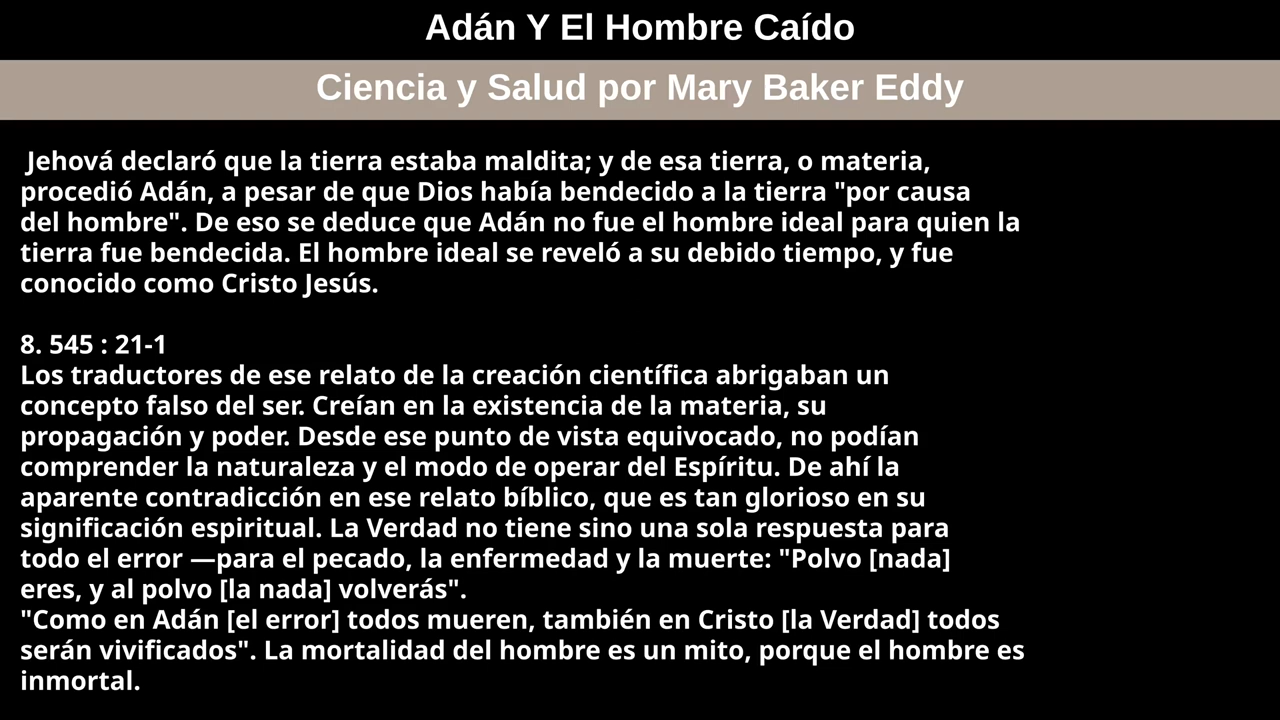 Adán Y El Hombre Caído
Ciencia y Salud por Mary Baker Eddy
Jehová declaró que la tierra estaba maldita; y de esa tierra, o materia,
procedió Adán, a pesar de que Dios había bendecido a la tierra "por causa
del hombre". De eso se deduce que Adán no fue el hombre ideal para quien la
tierra fue bendecida. El hombre ideal se reveló a su debido tiempo, y fue
conocido como Cristo Jesús.
8. 545 : 21-1
Los traductores de ese relato de la creación científica abrigaban un
concepto falso del ser. Creían en la existencia de la materia, su
propagación y poder. Desde ese punto de vista equivocado, no podían
comprender la naturaleza y el modo de operar del Espíritu. De ahí la
aparente contradicción en ese relato bíblico, que es tan glorioso en su
significación espiritual. La Verdad no tiene sino una sola respuesta para
todo el error —para el pecado, la enfermedad y la muerte: "Polvo [nada]
eres, y al polvo [la nada] volverás".
"Como en Adán [el error] todos mueren, también en Cristo [la Verdad] todos
serán vivificados". La mortalidad del hombre es un mito, porque el hombre es
inmortal.